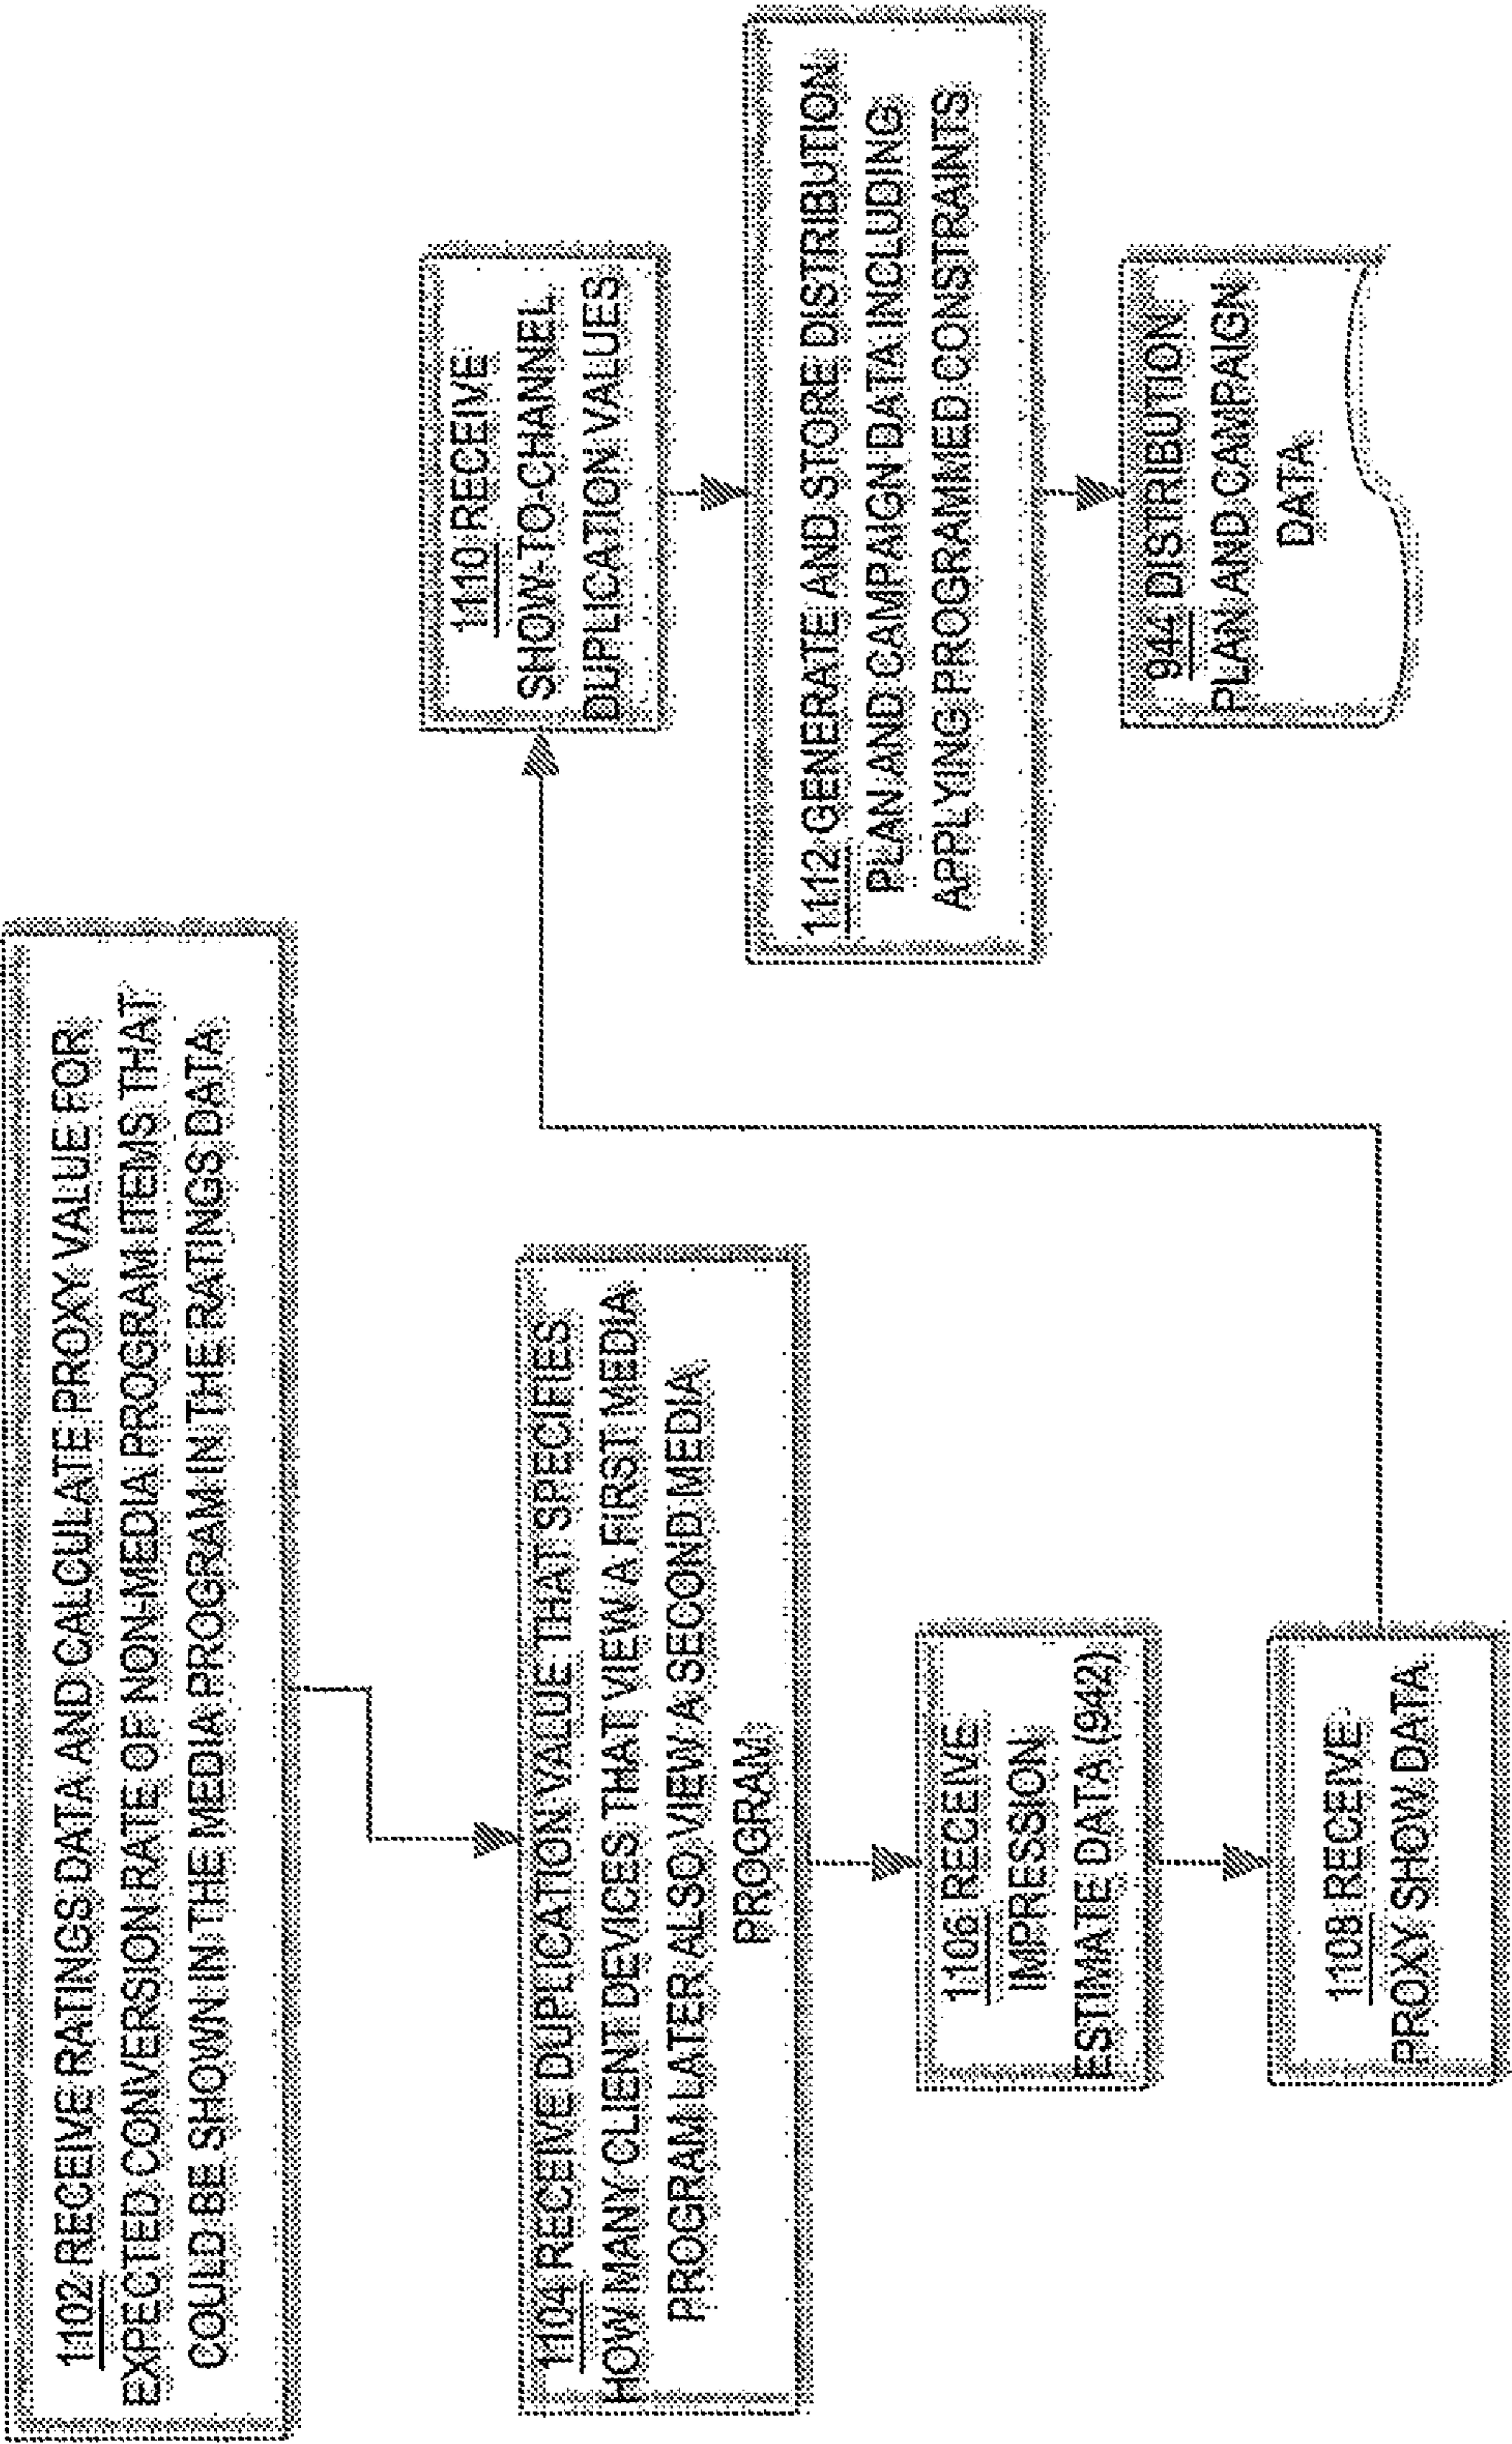 1102 RECEIVE RATINGS DATA AND CALCULATE PROXY VALUE FOR
EXPECTED CONVERSION RATE OF NON-MEDIA PROGRAM ITEMS THAT
COULD BE SHOWN IN THE MEDIA PROGRAM IN THE RATINGS DATA
1104 RECEIVE DUPLICATION VALUE THAT SPECIFIES
HOW MANY CLIENT DEVICES THAT VIEW A FIRST MEDIA
PROGRAM LATER ALSO VIEW A SECOND MEDIA
PROGRAM
1106 RECEIVE
IMPRESSION
ESTIMATE DATA (942)
1108 RECEIVE
PROXY SHOW DATA
1110 RECEIVE
SHOW-TO-CHANNEL
DUPLICATION VALUES
1112 GENERATE AND STORE DISTRIBUTION
PLAN AND CAMPAIGN DATA INCLUDING
APPLYING PROGRAMMED CONSTRAINTS
944 DISTRIBUTION
PLAN AND CAMPAIGN
DATA